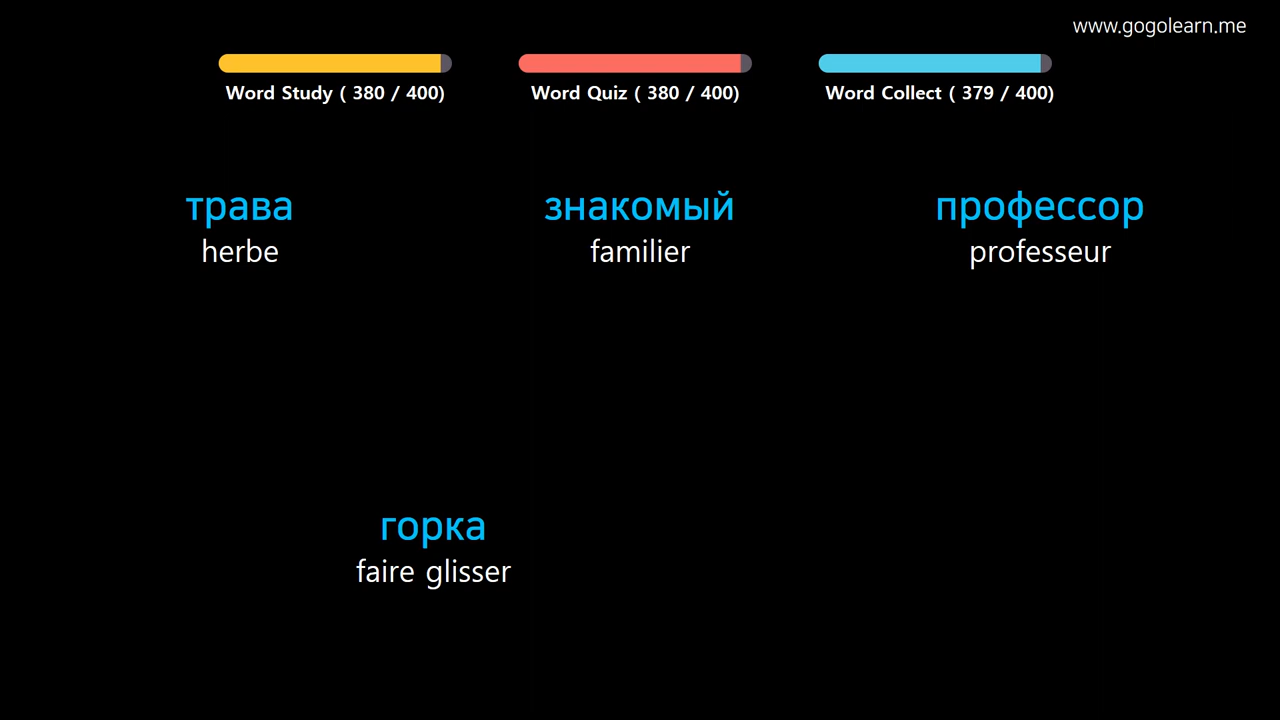 www.gogolearn.me
Word Study ( 380 / 400)
Word Quiz ( 380 / 400)
Word Collect ( 379 / 400)
трава
herbe
знакомый
familier
профессор
professeur
горка
faire glisser